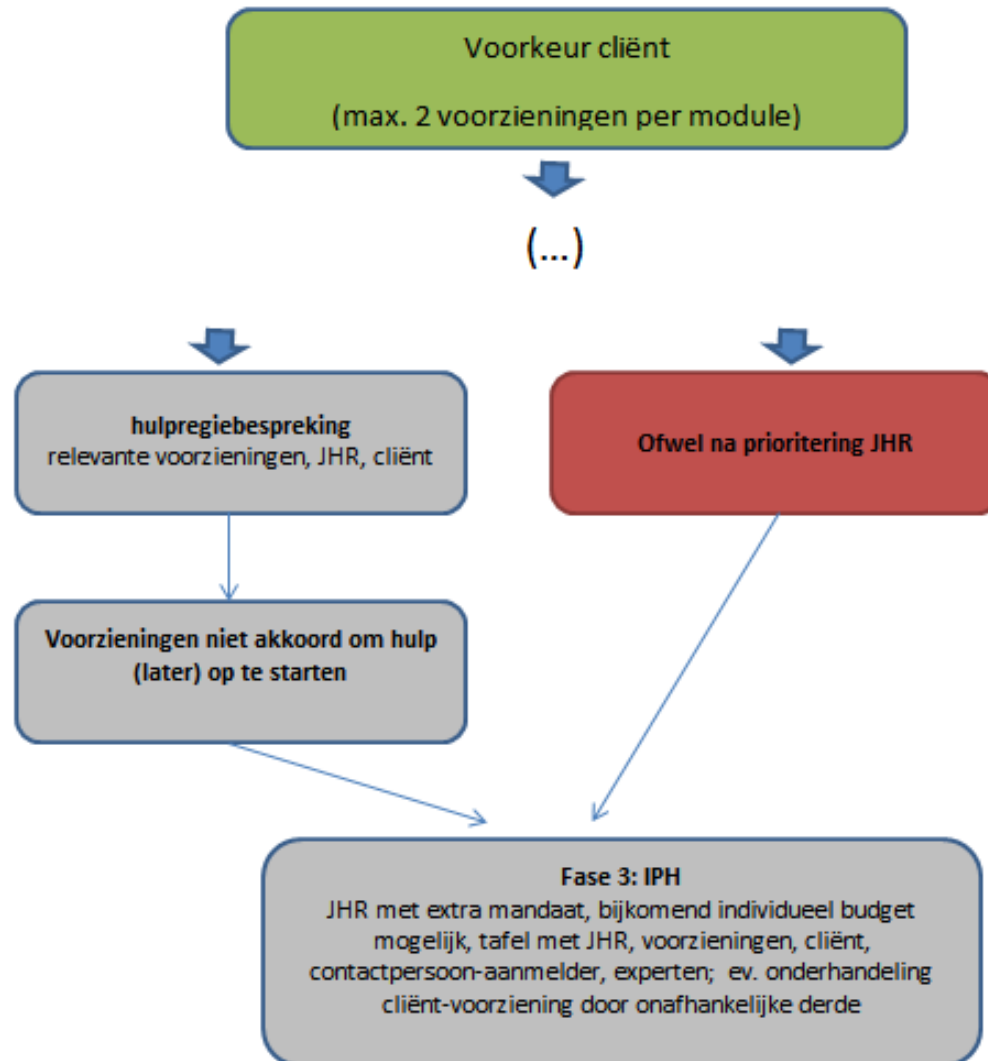 Voorkeur cliënt
(max. 2 voorzieningen per module)
(...)
hulpregiebespreking
relevante voorzieningen, JHR, cliënt
Ofwel na prioritering JHR
Voorzieningen niet akkoord om hulp
(later) op te starten
Fase 3: IPH
JHR met extra mandaat, bijkomend individueel budget
mogelijk, tafel met JHR, voorzieningen, cliënt,
contactpersoon-aanmelder, experten; ev. onderhandeling
cliënt-voorziening door onafhankelijke derde